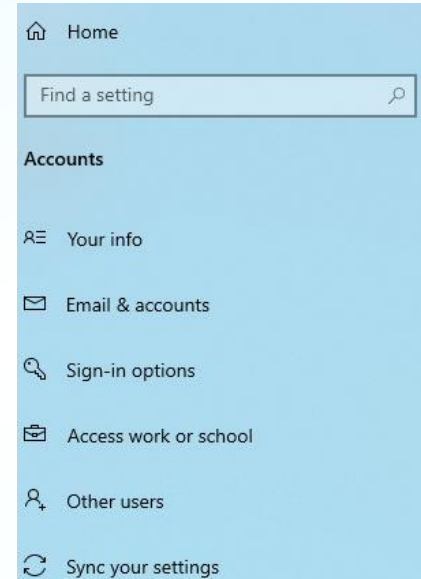 Home
Find a setting
Accounts
Your info
Email & accounts
Sign-in options
Access work or school
Other users
Sync your settings